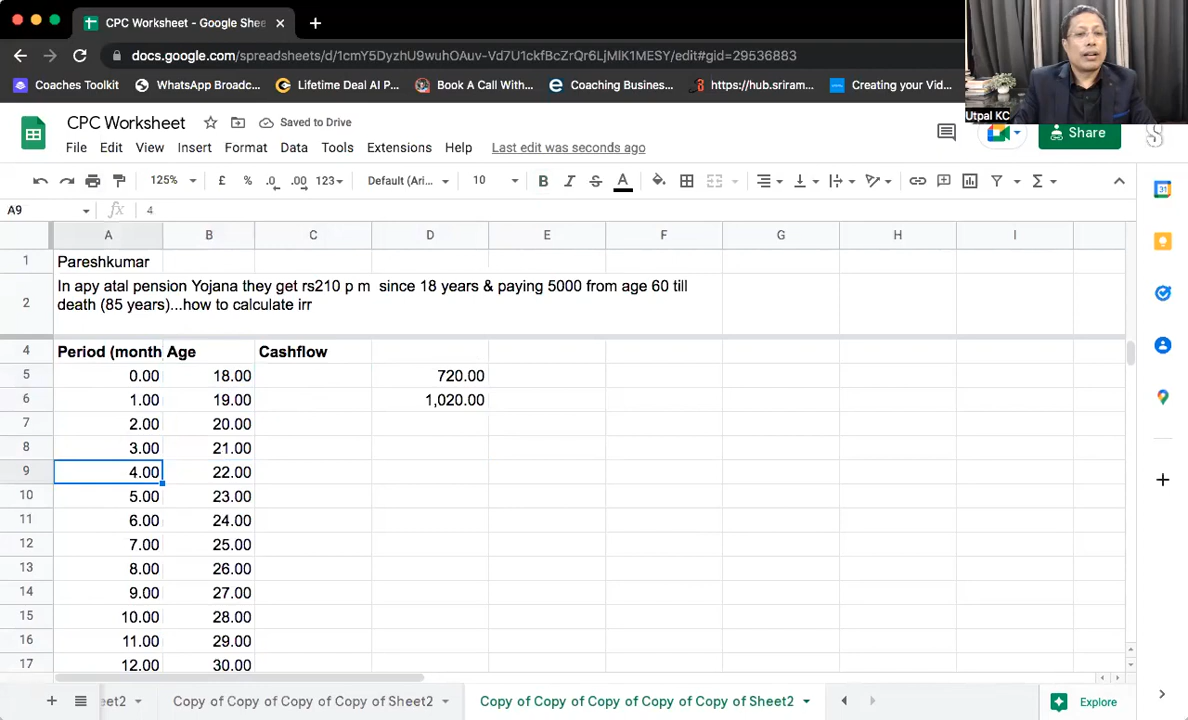 CPC Worksheet - Google Shee
docs.google.com/spreadsheets/d/1cmY5Dy2nU9wuhOAuv-Vd7U1ckfBcZrQr6LjMlK1MESY/edit#gid=29536883
Coaches Toolkit WhatsApp Broadc... Lifetime Deal AI P... Book A Call With... Coaching Busines... https://hub.sriram... Creating your Vid...
Utpal KC
CPC Worksheet Saved to Drive
Share
File Edit View Insert Format Data Tools Extensions Help Last edit was seconds ago
125% £ % .0 .00 123 Default (Ari... 10 B I S A Σ
A9 fx 4
31
A B C D E F G H I
1 Pareshkumar
2 In apy atal pension Yojana they get rs210 p m since 18 years & paying 5000 from age 60 till
death (85 years)...how to calculate irr
4 Period (month Age Cashflow
5 0.00 18.00 720.00
6 1.00 19.00 1,020.00
7 2.00 20.00
8 3.00 21.00
9 4.00 22.00
10 5.00 23.00
11 6.00 24.00
12 7.00 25.00
13 8.00 26.00
14 9.00 27.00
15 10.00 28.00
16 11.00 29.00
17 12.00 30.00
eet2 Copy of Copy of Copy of Copy of Sheet2 Copy of Copy of Copy of Copy of Copy of Sheet2 Explore